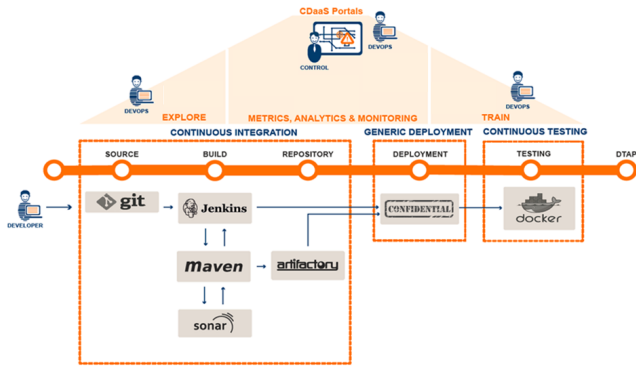 CDaaS Portals
DEVOPS
CONTROL
DEVOPS
DEVOPS
EXPLORE
METRICS, ANALYTICS & MONITORING
TRAIN
CONTINUOUS INTEGRATION
GENERIC DEPLOYMENT
CONTINUOUS TESTING
SOURCE
BUILD
REPOSITORY
DEPLOYMENT
TESTING
DTAP
DEVELOPER
git
Jenkins
CONFIDENTIAL
docker
maven
artifactory
sonar